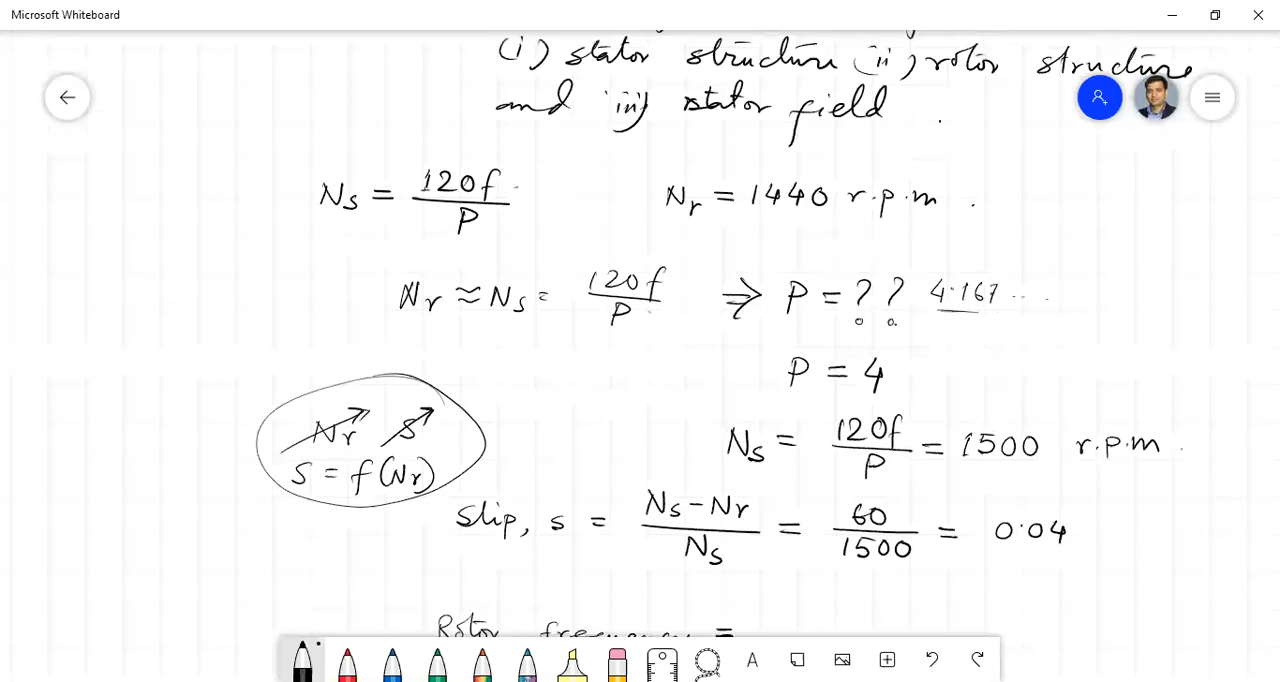 Microsoft Whiteboard
(i) stator structure (ii) rotor structure
and iii) stator field.
Ns = 120f / P
Nr = 1440 r.p.m.
Nr ≈ Ns = 120f / P ⇒ P = ?? 4.167...
P = 4
Nr S
S = f(Nr)
Ns = 120f / P = 1500 r.p.m.
Slip, s = Ns - Nr / Ns = 60 / 1500 = 0.04
Rotor frequency =
A